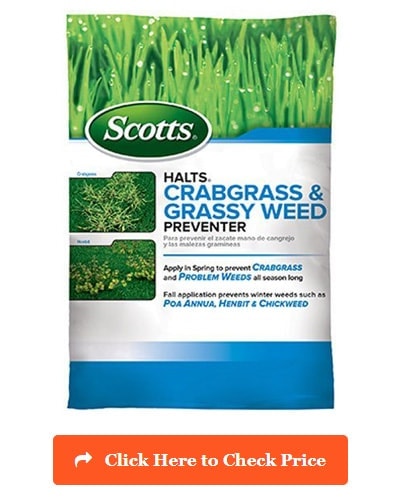 Scotts
Crabgrass
HALTS®
CRABGRASS &
GRASSY WEED
PREVENTER
Para prevenir el zacate mano de cangrejo
y las malezas gramíneas
Henbit
Apply in Spring to prevent CRABGRASS
and PROBLEM WEEDS all season long
Fall application prevents winter weeds such as
POA ANNUA, HENBIT & CHICKWEED
Click Here to Check Price